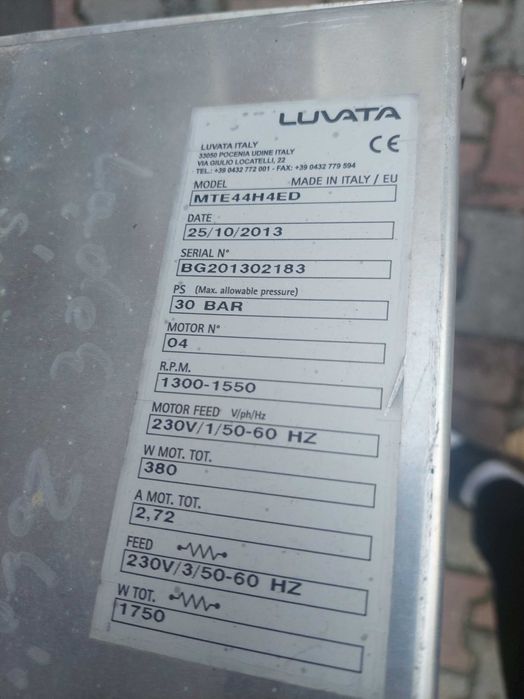 LUVATA
LUVATA ITALY
33050 POCENIA UDINE ITALY
VIA GIULIO LOCATELLI, 22
TEL.: +39 0432 772 001 - FAX: +39 0432 779 594
CE
MODEL MADE IN ITALY / EU
MTE44H4ED
DATE
25/10/2013
SERIAL N°
BG201302183
PS (Max. allowable pressure)
30 BAR
MOTOR N°
04
R.P.M.
1300-1550
MOTOR FEED V/ph/Hz
230V/1/50-60 HZ
W MOT. TOT.
380
A MOT. TOT.
2,72
FEED
230V/3/50-60 HZ
W TOT.
1750